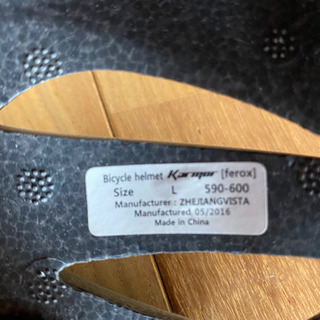 Bicycle helmet Karmor [ferox]
Size L 590-600
Manufacturer : ZHEJIANGVISTA
Manufactured 05/2016
Made in China